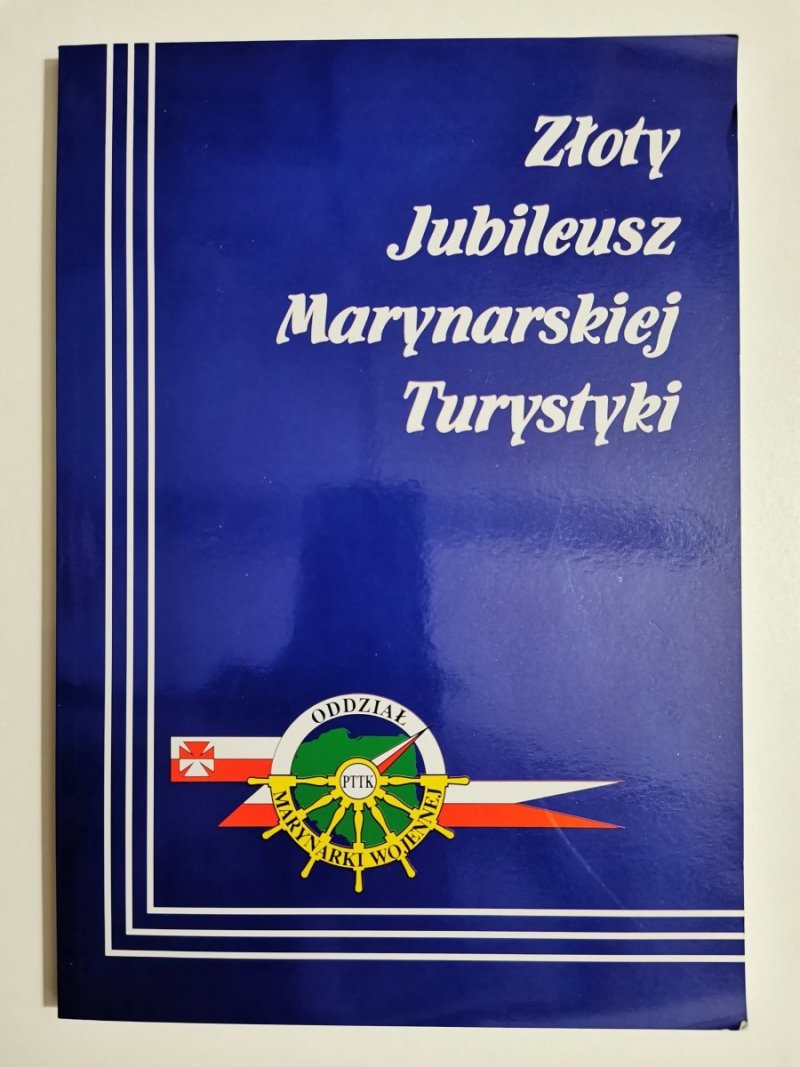 Złoty
Jubileusz
Marynarskiej
Turystyki
ODDZIAŁ
PTTK
MARYNARKI WOJENNEJ